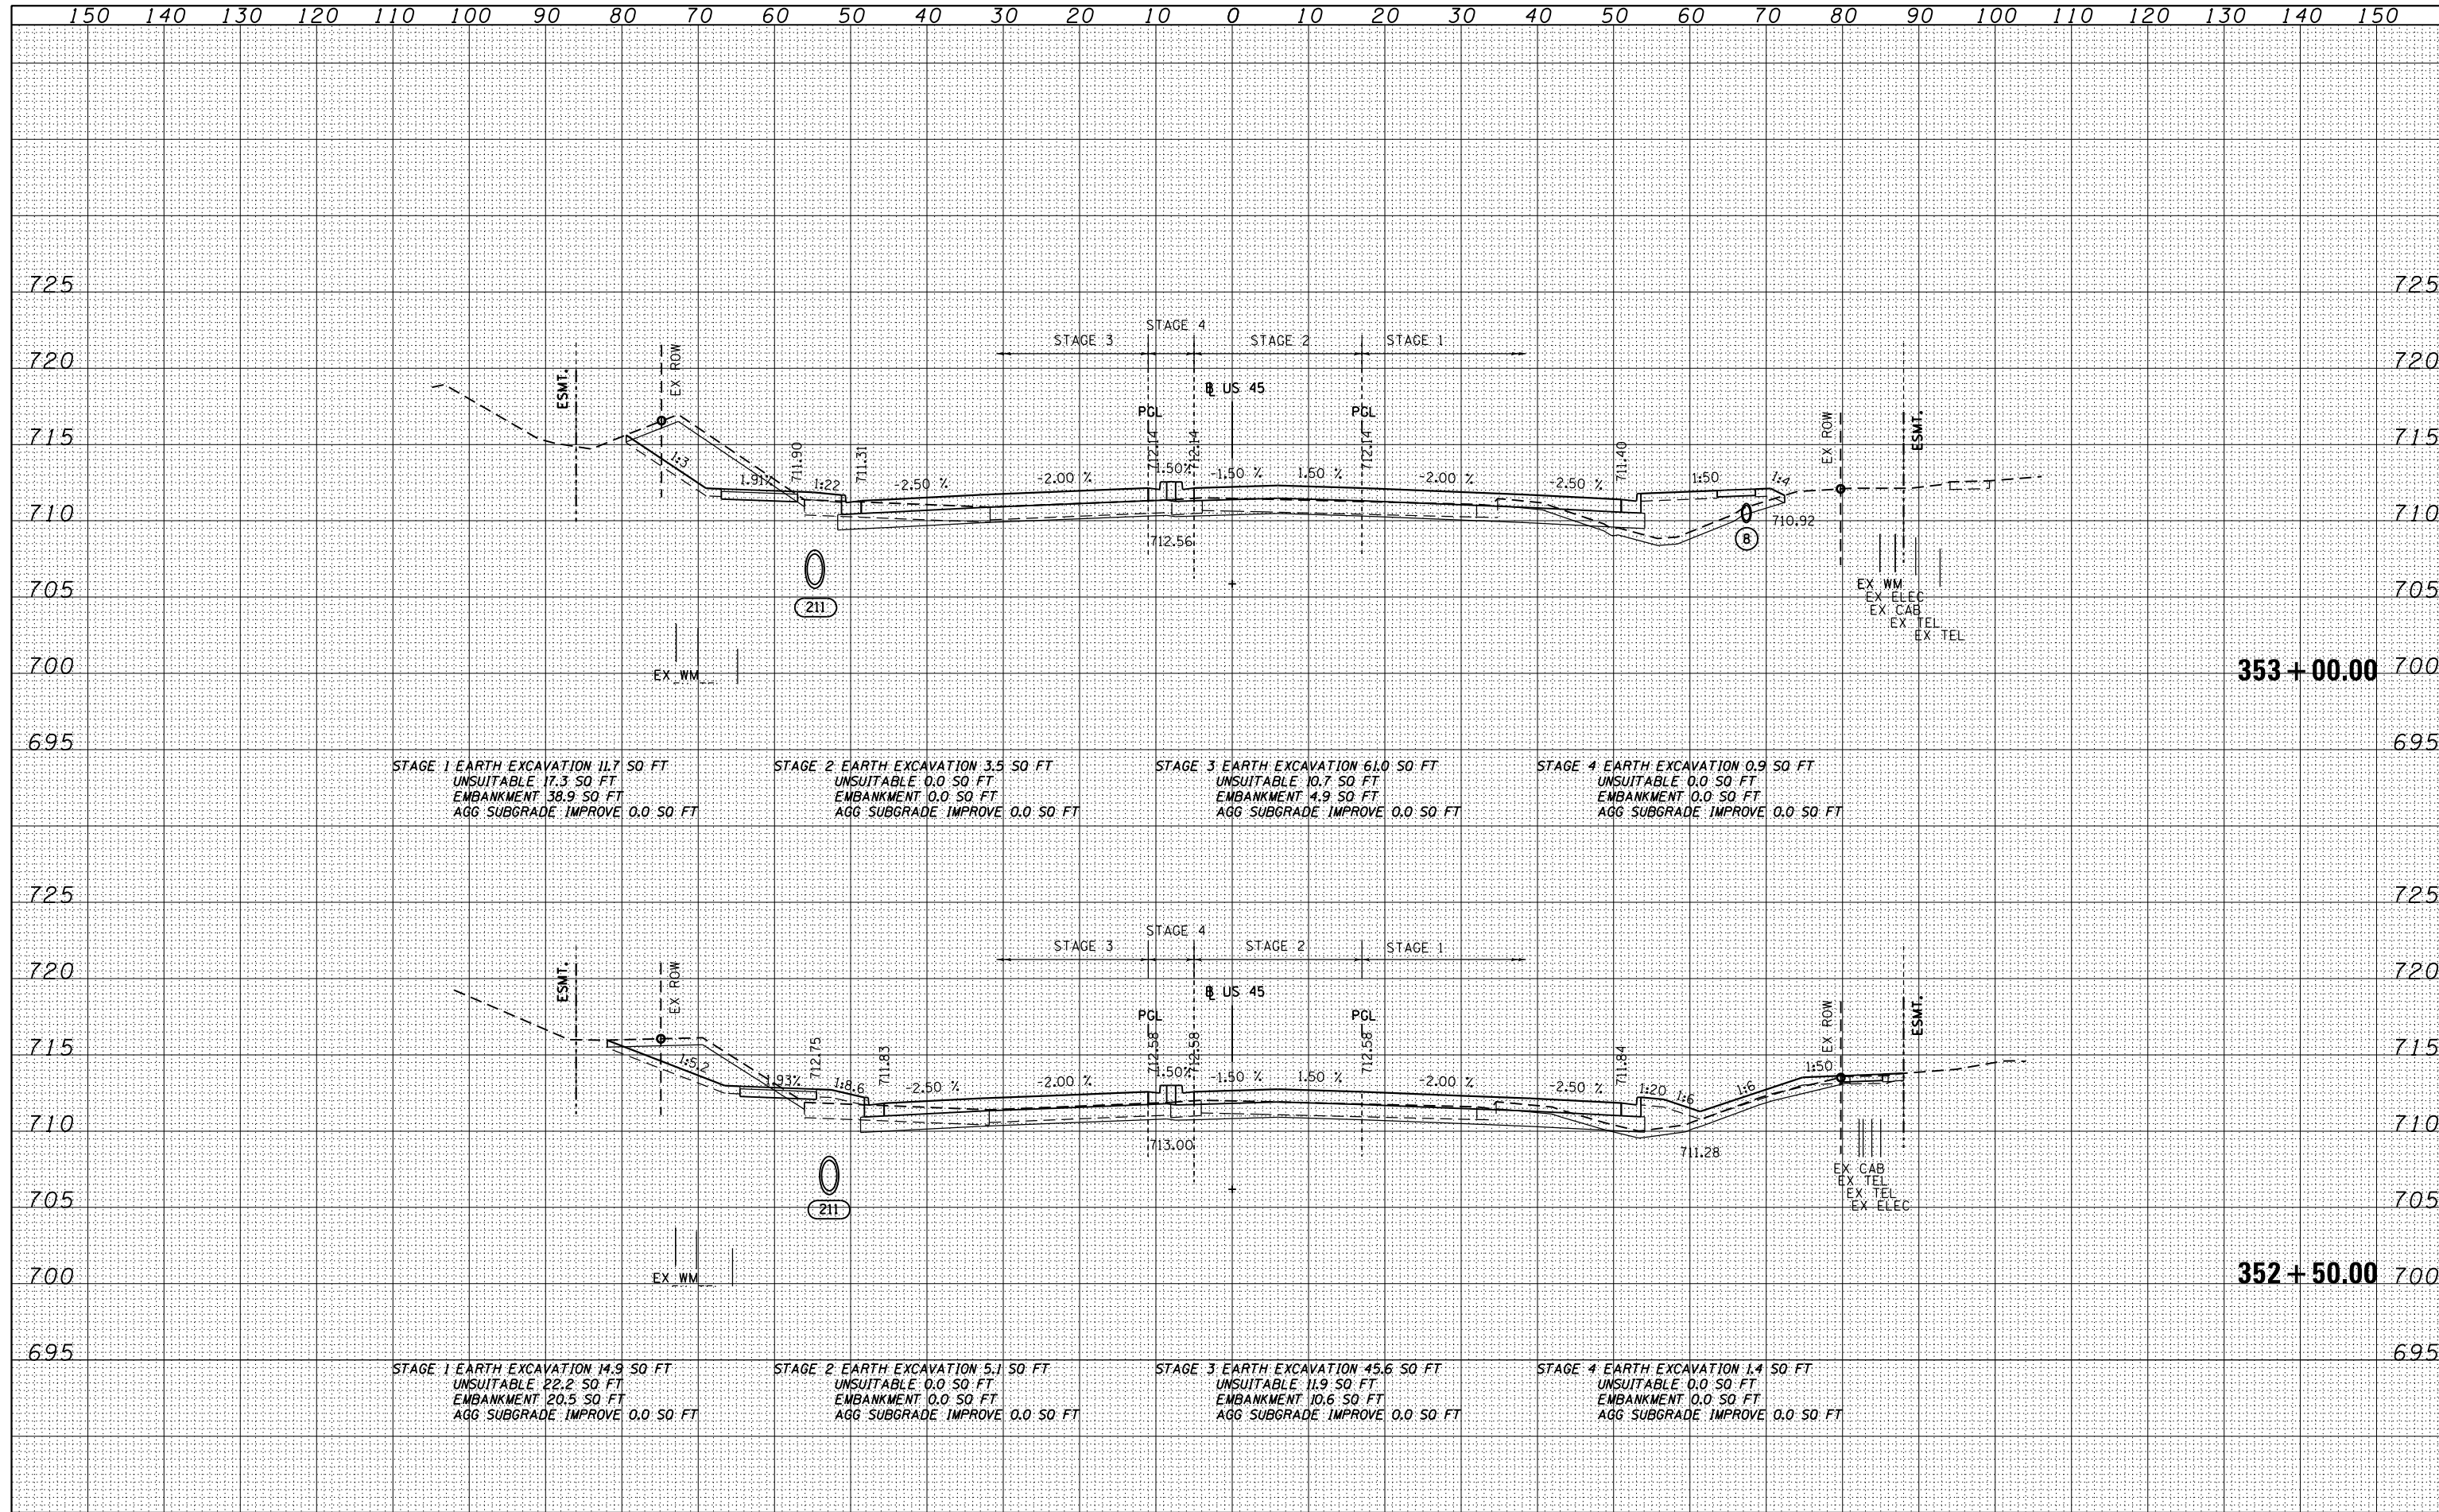 150 140 130 120 110 100 90 80 70 60 50 40 30 20 10 0 10 20 30 40 50 60 70 80 90 100 110 120 130 140 150
725 725
STAGE 4
STAGE 3 STAGE 2 STAGE 1
720 720
ESMT. EX ROW
℄ US 45
PGL PGL
EX ROW ESMT.
715 715
711.90 711.31 712.14 712.14 712.14 711.40
1:3 1.91% 1:22 -2.50 % -2.00 % 1.50% -1.50 % 1.50 % -2.00 % -2.50 % 1:50 1:4
710 710
710.92
712.56
8
EX WM
705 705
EX ELEC
211
EX CAB
EX TEL
EX TEL
700 700
EX WM
353 + 00.00
695 695
STAGE 1 EARTH EXCAVATION 11.7 SQ FT
UNSUITABLE 17.3 SQ FT
EMBANKMENT 38.9 SQ FT
AGG SUBGRADE IMPROVE 0.0 SQ FT
STAGE 2 EARTH EXCAVATION 3.5 SQ FT
UNSUITABLE 0.0 SQ FT
EMBANKMENT 0.0 SQ FT
AGG SUBGRADE IMPROVE 0.0 SQ FT
STAGE 3 EARTH EXCAVATION 61.0 SQ FT
UNSUITABLE 10.7 SQ FT
EMBANKMENT 4.9 SQ FT
AGG SUBGRADE IMPROVE 0.0 SQ FT
STAGE 4 EARTH EXCAVATION 0.9 SQ FT
UNSUITABLE 0.0 SQ FT
EMBANKMENT 0.0 SQ FT
AGG SUBGRADE IMPROVE 0.0 SQ FT
725 725
STAGE 4
STAGE 3 STAGE 2 STAGE 1
720 720
ESMT. EX ROW
℄ US 45
PGL PGL
EX ROW ESMT.
715 715
712.75 711.83 712.58 712.58 712.58 711.84
1:5.2 1.93% 1:8.6 -2.50 % -2.00 % 1.50% -1.50 % 1.50 % -2.00 % -2.50 % 1:20 1:6 1:6 1:50
710 710
713.00
711.28
EX CAB
EX TEL
EX TEL
EX ELEC
705 705
211
700 700
EX WM
352 + 50.00
695 695
STAGE 1 EARTH EXCAVATION 14.9 SQ FT
UNSUITABLE 22.2 SQ FT
EMBANKMENT 20.5 SQ FT
AGG SUBGRADE IMPROVE 0.0 SQ FT
STAGE 2 EARTH EXCAVATION 5.1 SQ FT
UNSUITABLE 0.0 SQ FT
EMBANKMENT 0.0 SQ FT
AGG SUBGRADE IMPROVE 0.0 SQ FT
STAGE 3 EARTH EXCAVATION 45.6 SQ FT
UNSUITABLE 11.9 SQ FT
EMBANKMENT 10.6 SQ FT
AGG SUBGRADE IMPROVE 0.0 SQ FT
STAGE 4 EARTH EXCAVATION 1.4 SQ FT
UNSUITABLE 0.0 SQ FT
EMBANKMENT 0.0 SQ FT
AGG SUBGRADE IMPROVE 0.0 SQ FT